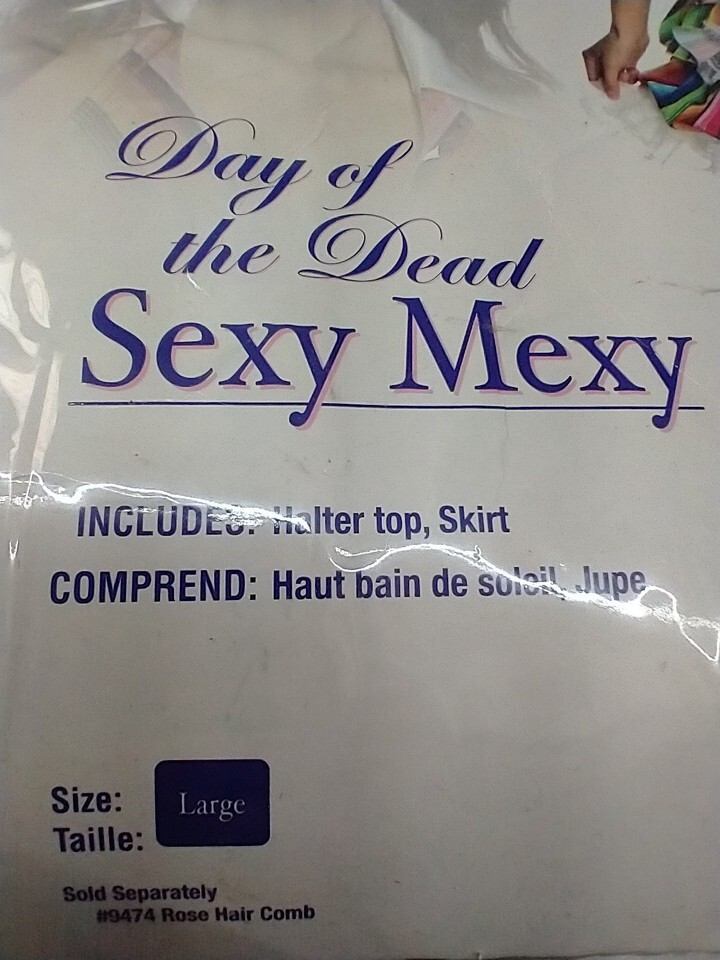 Day of
the Dead
Sexy Mexy
INCLUDES: Halter top, Skirt
COMPREND: Haut bain de soleil, Jupe
Size:
Taille:
Large
Sold Separately
#9474 Rose Hair Comb